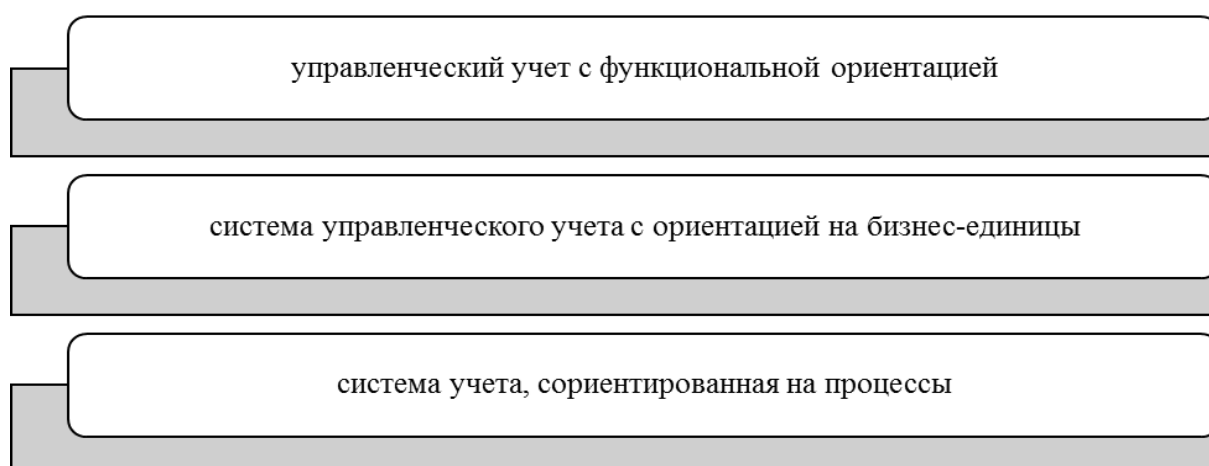 управленческий учет с функциональной ориентацией
система управленческого учета с ориентацией на бизнес-единицы
система учета, сориентированная на процессы